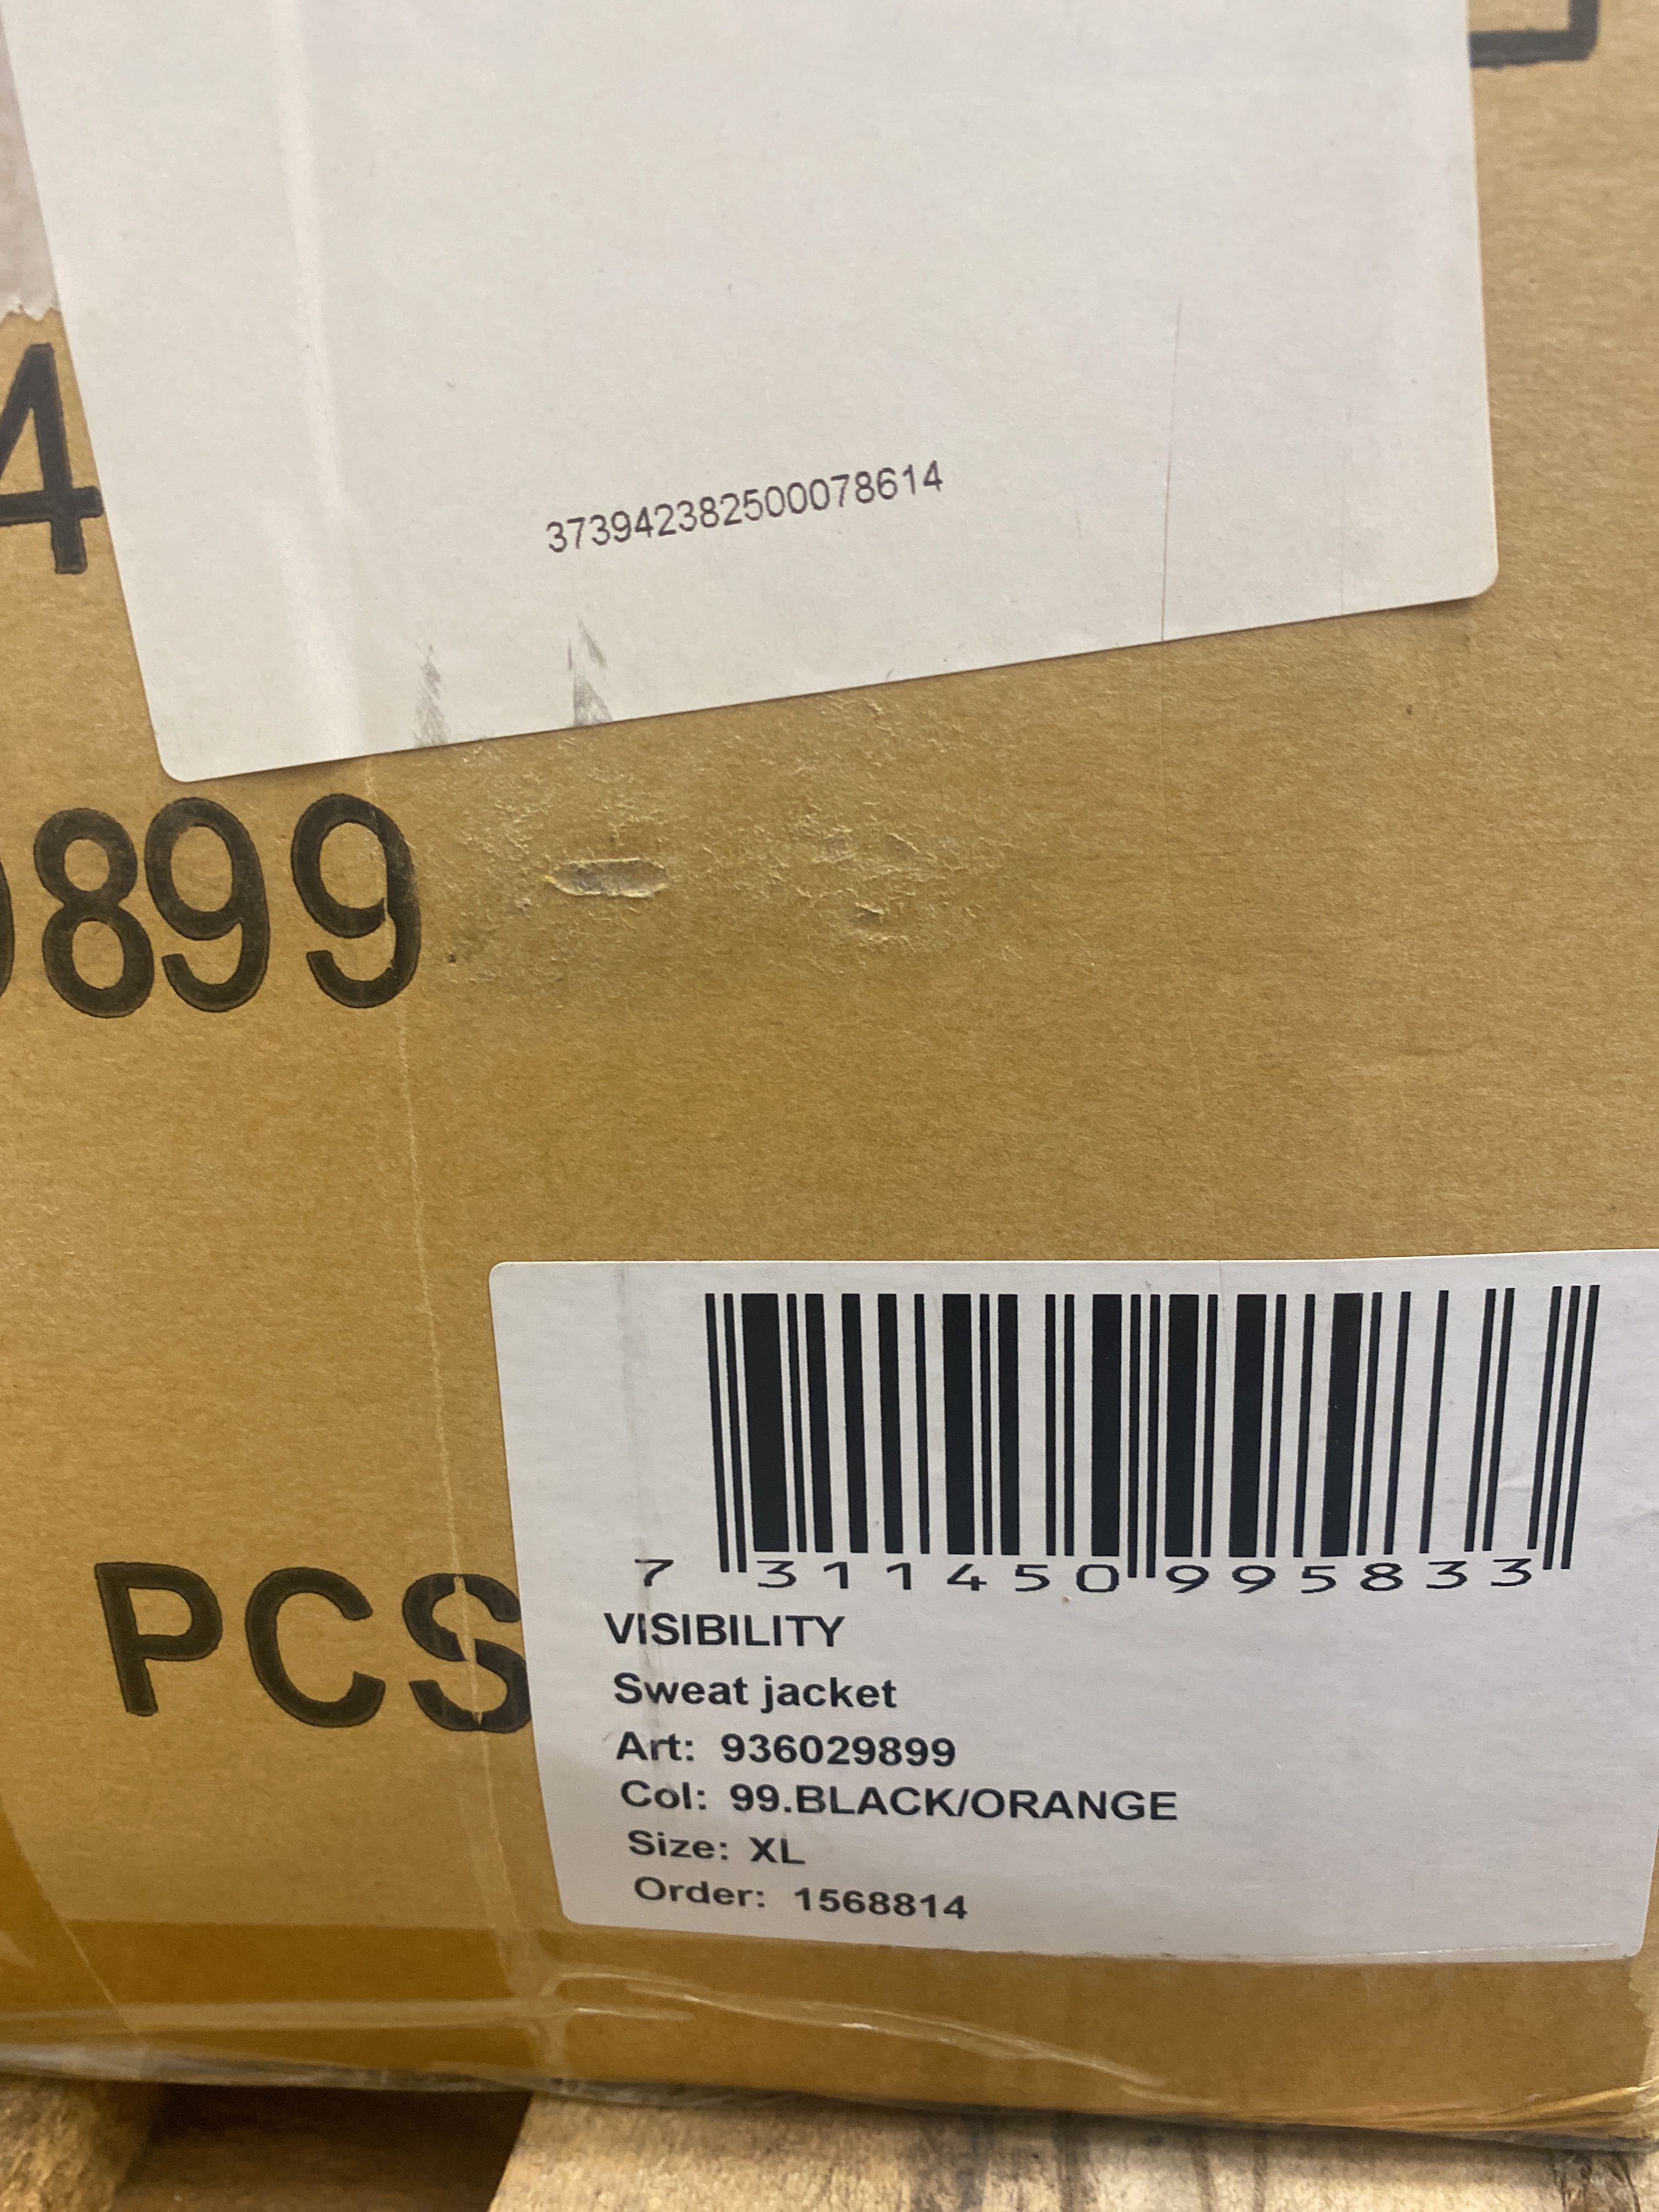 4
373942382500078614
9899
PCS
7 311450 995833
VISIBILITY
Sweat jacket
Art: 936029899
Col: 99.BLACK/ORANGE
Size: XL
Order: 1568814